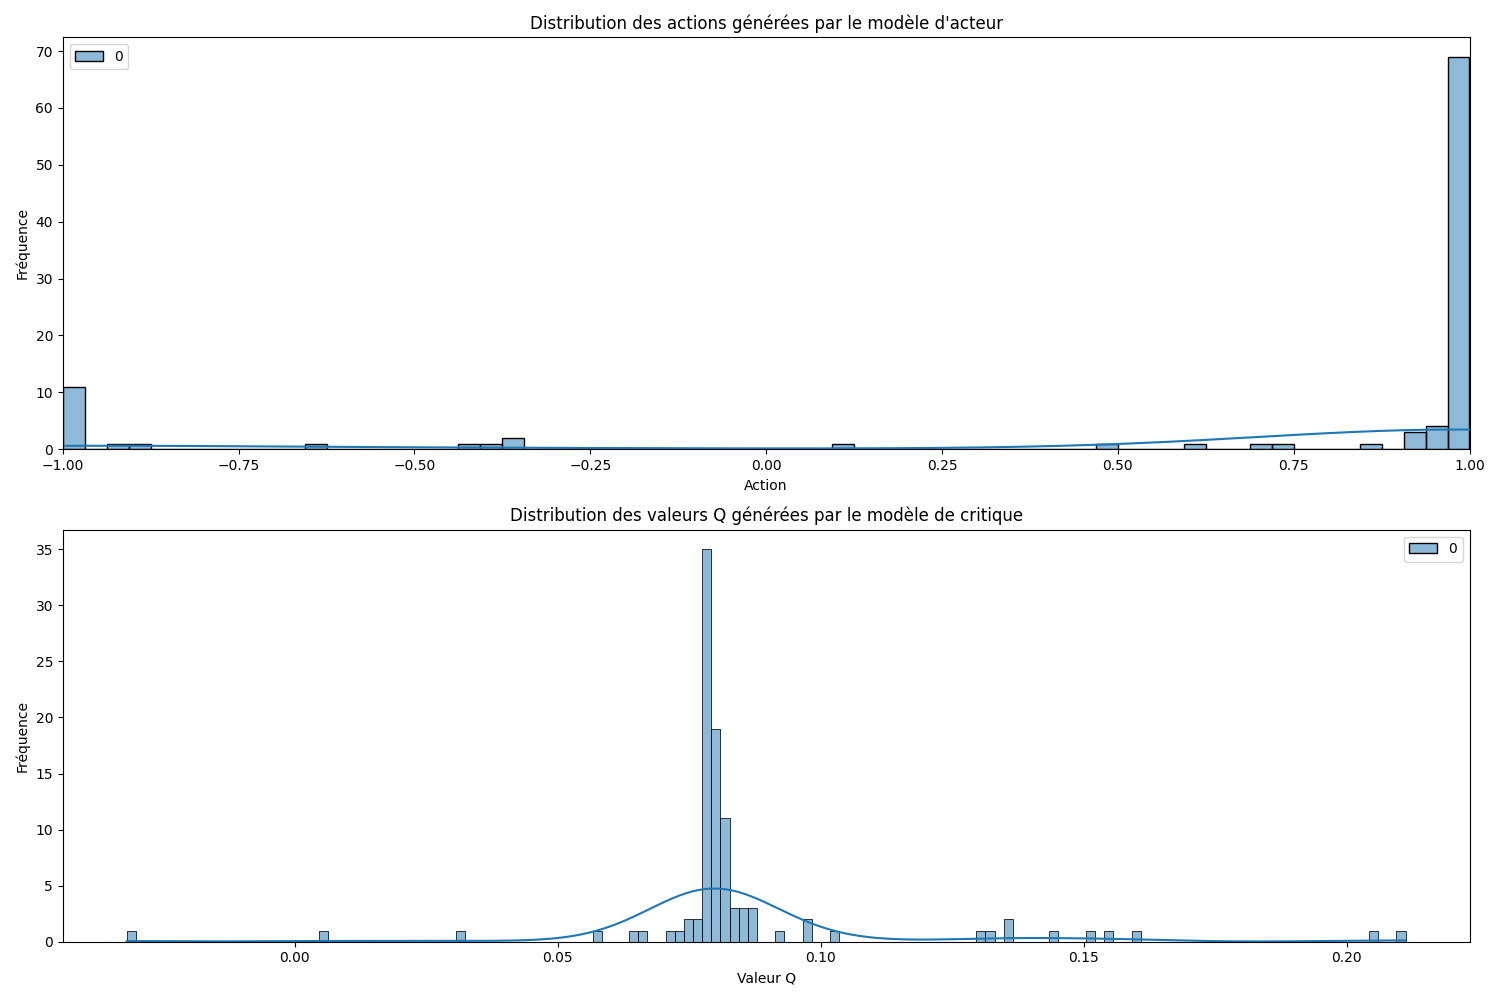 Distribution des actions générées par le modèle d'acteur
0
70
60
50
40
30
20
10
0
Fréquence
−1.00 −0.75 −0.50 −0.25 0.00 0.25 0.50 0.75 1.00
Action
Distribution des valeurs Q générées par le modèle de critique
0
35
30
25
20
15
10
5
0
Fréquence
0.00 0.05 0.10 0.15 0.20
Valeur Q